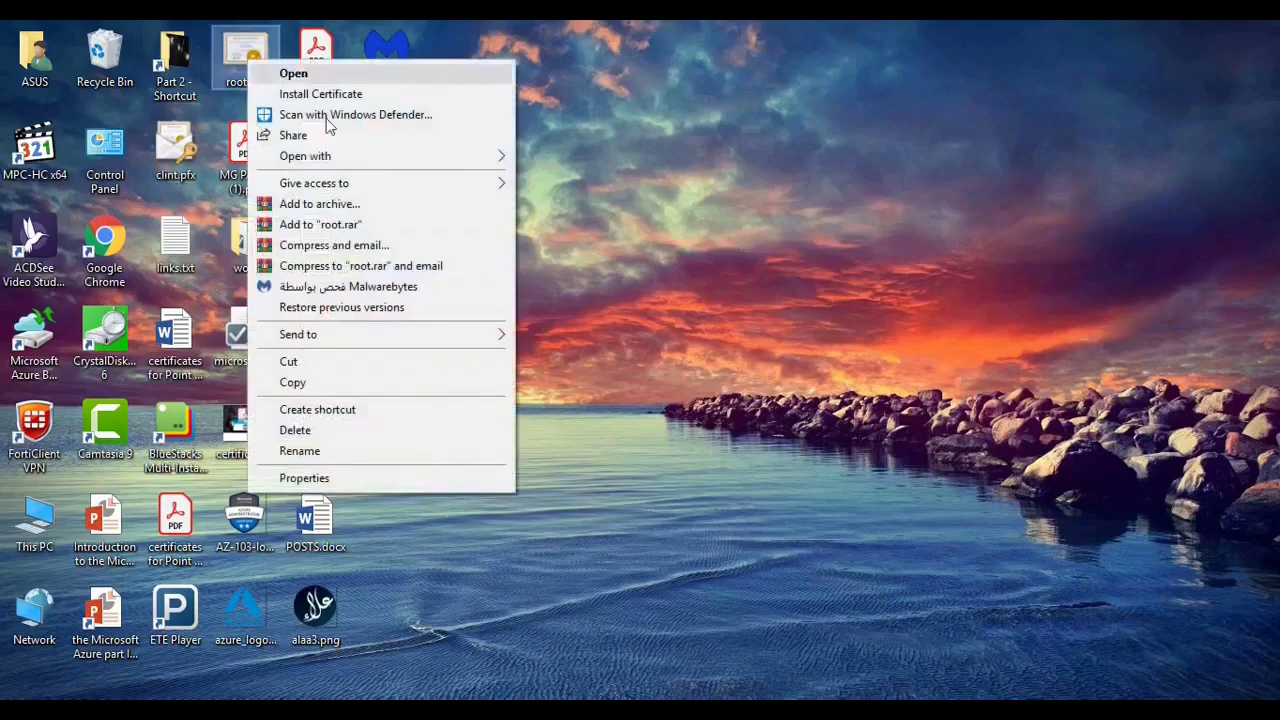 ASUS
Recycle Bin
Part 2 -
Shortcut
root
Open
Install Certificate
Scan with Windows Defender...
Share
Open with
Give access to
Add to archive...
Add to "root.rar"
Compress and email...
Compress to "root.rar" and email
فحص بواسطة Malwarebytes
Restore previous versions
Send to
Cut
Copy
Create shortcut
Delete
Rename
Properties
321
MPC-HC x64
Control
Panel
clint.pfx
MG
(1).
ACDSee
Video Stud...
Google
Chrome
links.txt
Microsoft
Azure B...
CrystalDisk...
6
certificates
for Point ...
FortiClient
VPN
Camtasia 9
BlueStacks
Multi-Insta...
This PC
Introduction
to the Mic...
PDF
certificates
for Point ...
AZ-103-lo...
POSTS.docx
Network
the Microsoft
Azure part I...
ETE Player
azure_logo...
علاء
alaa3.png